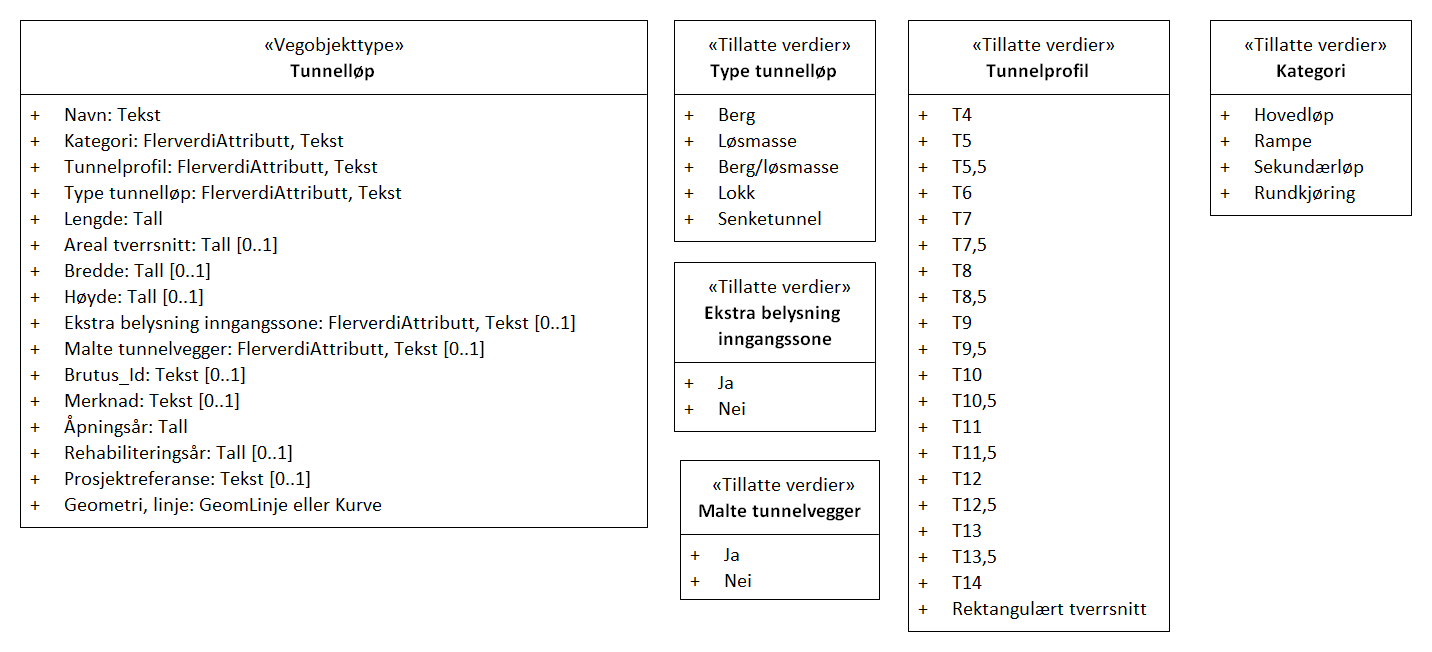 «Vegobjekttype»
Tunnelløp
+ Navn: Tekst
+ Kategori: FlerverdiAttributt, Tekst
+ Tunnelprofil: FlerverdiAttributt, Tekst
+ Type tunnelløp: FlerverdiAttributt, Tekst
+ Lengde: Tall
+ Areal tverrsnitt: Tall [0..1]
+ Bredde: Tall [0..1]
+ Høyde: Tall [0..1]
+ Ekstra belysning inngangssone: FlerverdiAttributt, Tekst [0..1]
+ Malte tunnelvegger: FlerverdiAttributt, Tekst [0..1]
+ Brutus_Id: Tekst [0..1]
+ Merknad: Tekst [0..1]
+ Åpningsår: Tall
+ Rehabiliteringsår: Tall [0..1]
+ Prosjektreferanse: Tekst [0..1]
+ Geometri, linje: GeomLinje eller Kurve
«Tillatte verdier»
Type tunnelløp
+ Berg
+ Løsmasse
+ Berg/løsmasse
+ Lokk
+ Senketunnel
«Tillatte verdier»
Ekstra belysning
inngangssone
+ Ja
+ Nei
«Tillatte verdier»
Malte tunnelvegger
+ Ja
+ Nei
«Tillatte verdier»
Tunnelprofil
+ T4
+ T5
+ T5,5
+ T6
+ T7
+ T7,5
+ T8
+ T8,5
+ T9
+ T9,5
+ T10
+ T10,5
+ T11
+ T11,5
+ T12
+ T12,5
+ T13
+ T13,5
+ T14
+ Rektangulært tverrsnitt
«Tillatte verdier»
Kategori
+ Hovedløp
+ Rampe
+ Sekundærløp
+ Rundkjøring